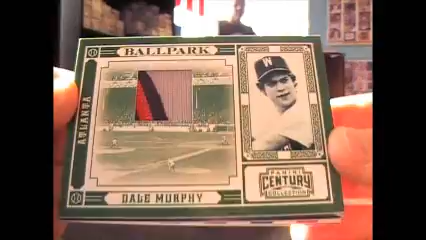 BALLPARK
ATLANTA
W
DALE MURPHY
PANINI
CENTURY
COLLECTION